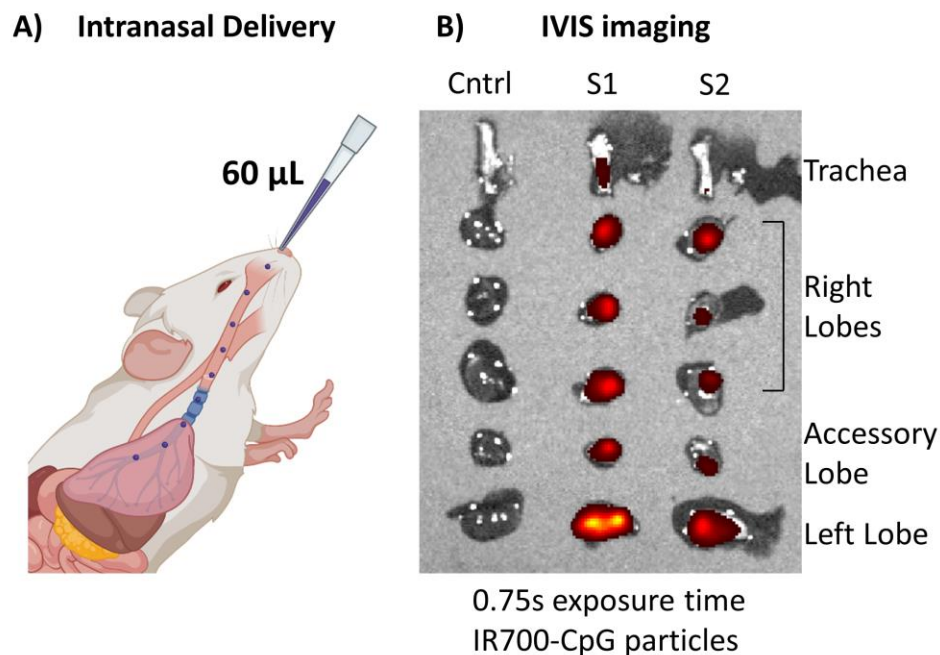 A) Intranasal Delivery
60 µL
B) IVIS imaging
Cntrl S1 S2
Trachea
Right
Lobes
Accessory
Lobe
Left Lobe
0.75s exposure time
IR700-CpG particles